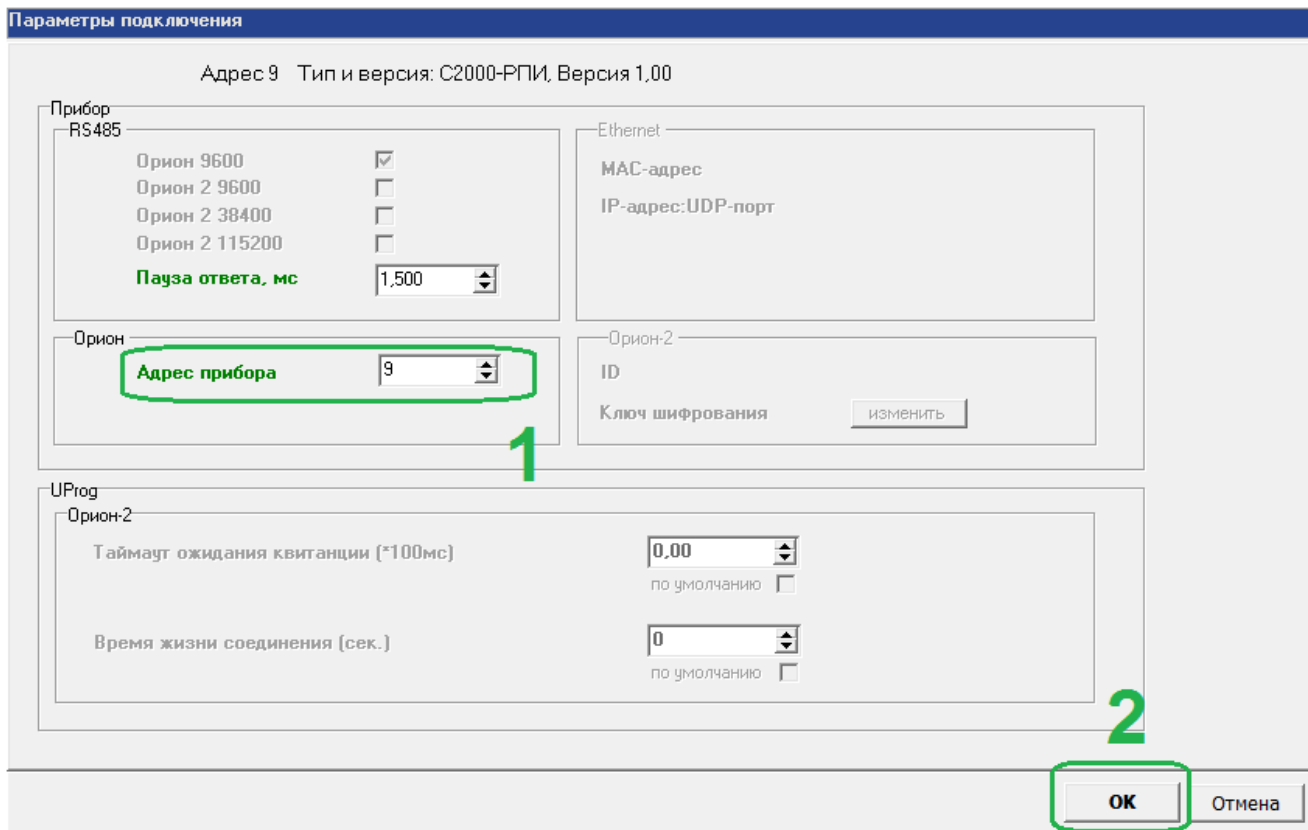 Параметры подключения
Адрес 9 Тип и версия: С2000-РПИ, Версия 1,00
Прибор
RS485
Орион 9600
Орион 2 9600
Орион 2 38400
Орион 2 115200
Пауза ответа, мс 1,500
Ethernet
MAC-адрес
IP-адрес:UDP-порт
Орион
Адрес прибора 9
1
Орион-2
ID
Ключ шифрования изменить
UProg
Орион-2
Таймаут ожидания квитанции (*100мс) 0,00
по умолчанию
Время жизни соединения (сек.) 0
по умолчанию
2
ОК Отмена